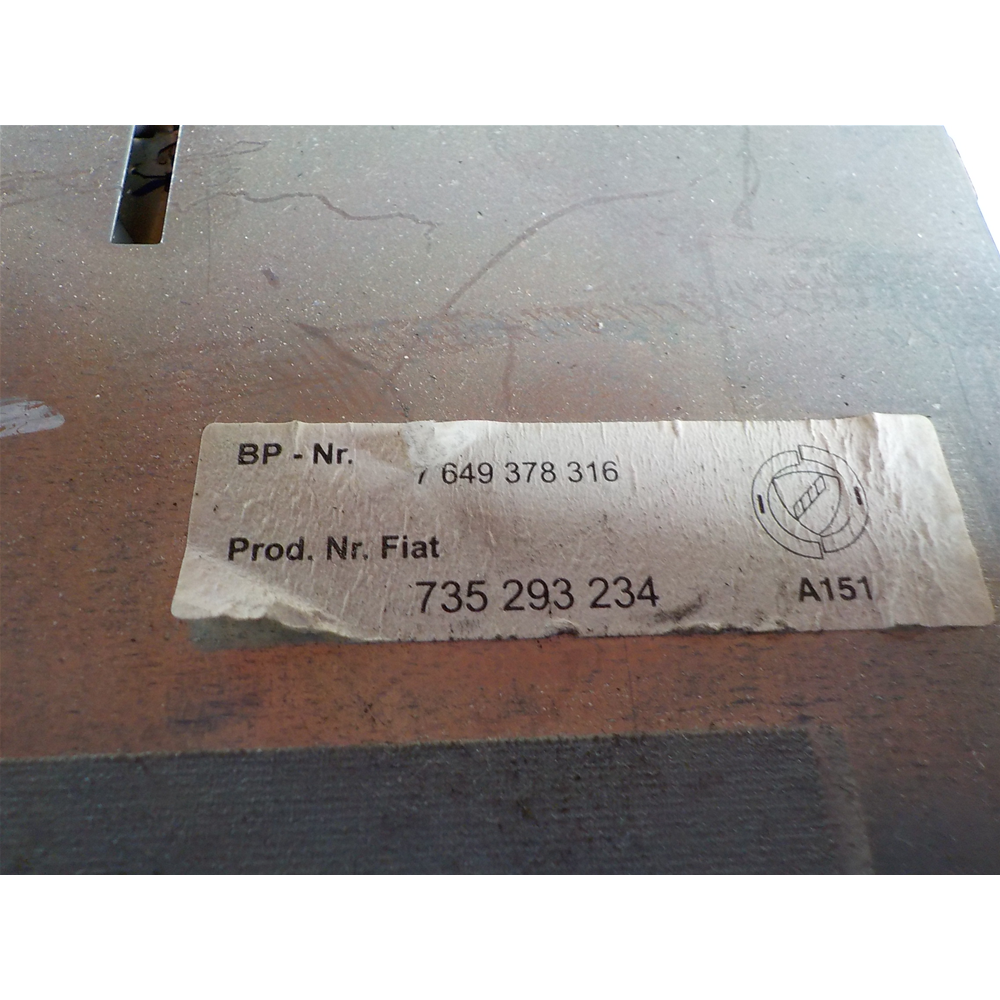 BP - Nr.
7 649 378 316
Prod. Nr. Fiat
735 293 234
A151